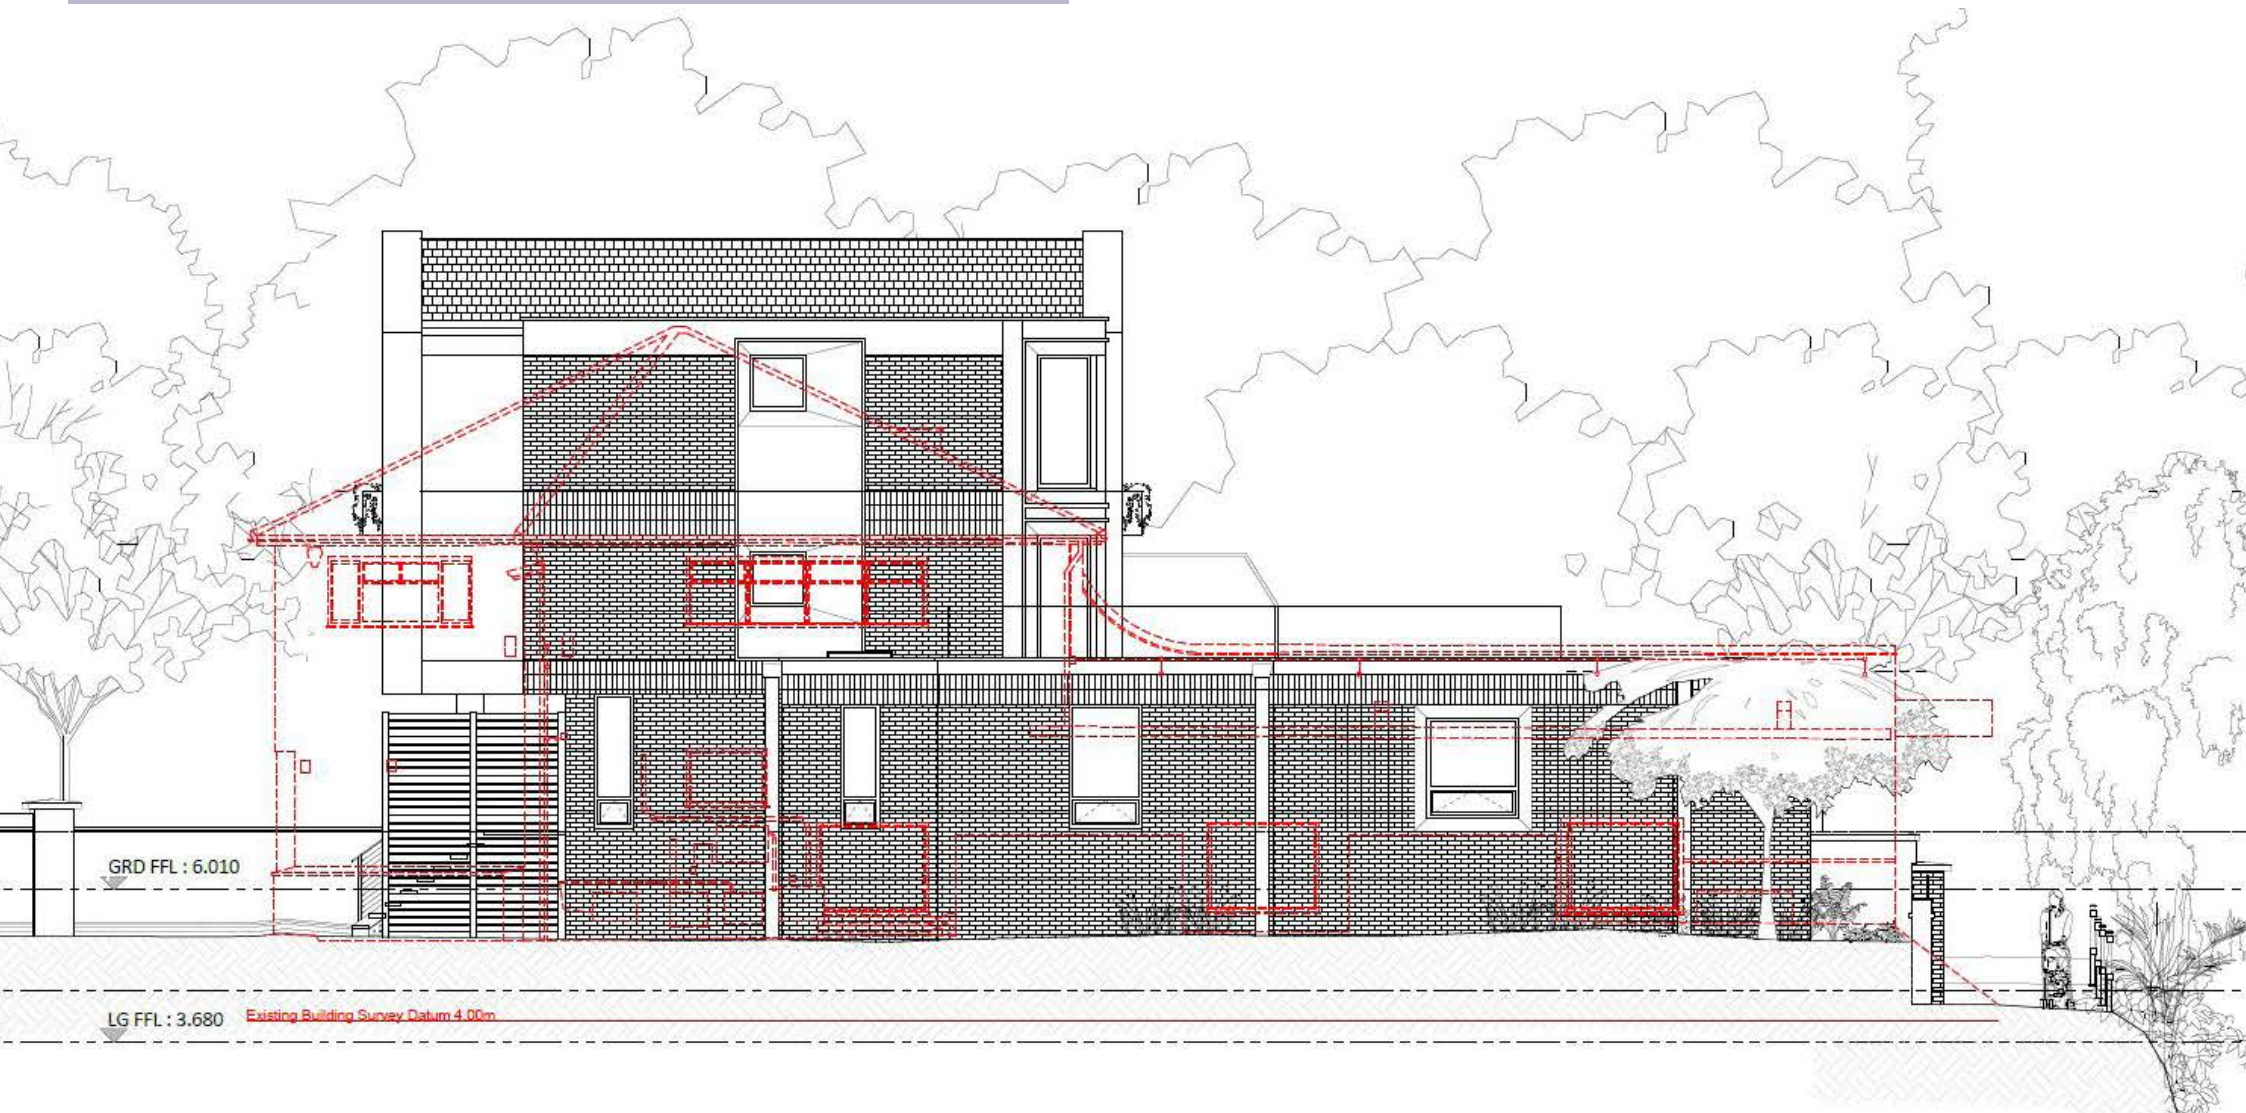 GRD FFL : 6.010
LG FFL : 3.680
Existing Building Survey Datum 4.00m